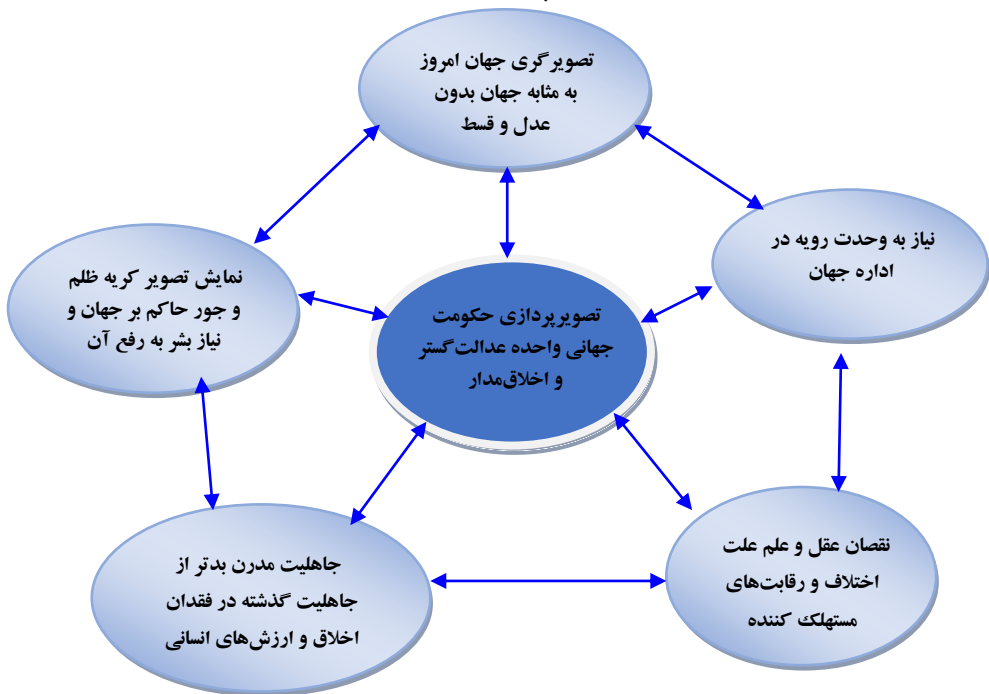 تصویرگری جهان امروز
به مثابه جهان بدون
عدل و قسط
نیاز به وحدت رویه در
اداره جهان
نمایش تصویر کریه ظلم
و جور حاکم بر جهان و
نیاز بشر به رفع آن
تصویرپردازی حکومت
جهانی واحده عدالت‌گستر
و اخلاق‌مدار
نقصان عقل و علم علت
اختلاف و رقابت‌های
مستهلک کننده
جاهلیت مدرن بدتر از
جاهلیت گذشته در فقدان
اخلاق و ارزش‌های انسانی